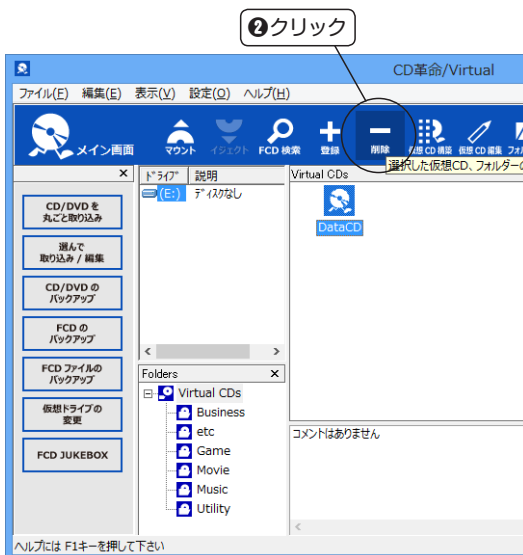 ❷クリック
CD革命/Virtual
ファイル(F) 編集(E) 表示(V) 設定(O) ヘルプ(H)
メイン画面 マウント イジェクト FCD 検索 登録 削除 仮想 CD 構築 仮想 CD 編集 フォル
選択した仮想CD、フォルダーの
×
CD/DVD を
丸ごと取り込み
選んで
取り込み / 編集
CD/DVD の
バックアップ
FCD の
バックアップ
FCD ファイルの
バックアップ
仮想ドライブの
変更
FCD JUKEBOX
ドライブ 説明
(E:) ディスクなし
< >
Folders ×
Virtual CDs
Business
etc
Game
Movie
Music
Utility
Virtual CDs
DataCD
コメントはありません
<
ヘルプには F1キーを押して下さい